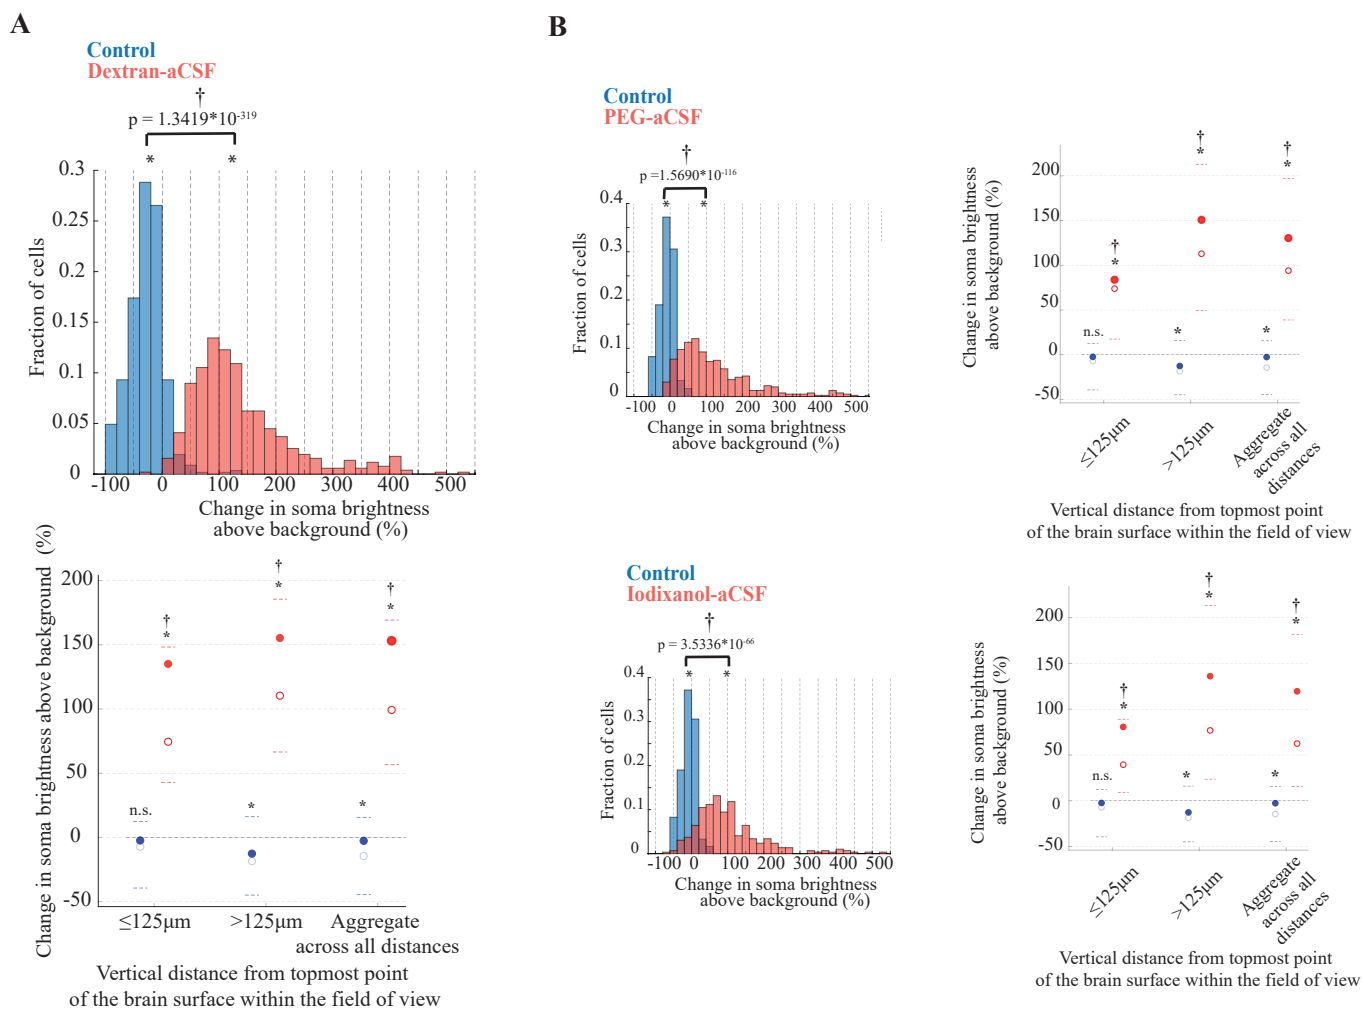 A
Control
Dextran-aCSF
†
p = 1.3419*10-319
* *
Fraction of cells
0.3
0.25
0.2
0.15
0.1
0.05
0
-100 0 100 200 300 400 500
Change in soma brightness
above background (%)
Change in soma brightness above background (%)
200
150
100
50
0
-50
n.s.
†
*
*
†
*
*
†
*
≤125μm >125μm Aggregate
across all distances
Vertical distance from topmost point
of the brain surface within the field of view
B
Control
PEG-aCSF
†
p =1.5690*10-116
* *
Fraction of cells
0.4
0.3
0.2
0.1
0
-100 0 100 200 300 400 500
Change in soma brightness
above background (%)
Change in soma brightness
above background (%)
200
150
100
50
0
-50
n.s.
†
*
*
†
*
*
†
*
≤125μm
>125μm
Aggregate
across all
distances
Vertical distance from topmost point
of the brain surface within the field of view
Control
Iodixanol-aCSF
†
p = 3.5336*10-66
* *
Fraction of cells
0.4
0.3
0.2
0.1
0
-100 0 100 200 300 400 500
Change in soma brightness
above background (%)
Change in soma brightness
above background (%)
200
150
100
50
0
-50
n.s.
†
*
*
†
*
*
†
*
≤125μm
>125μm
Aggregate
across all
distances
Vertical distance from topmost point
of the brain surface within the field of view